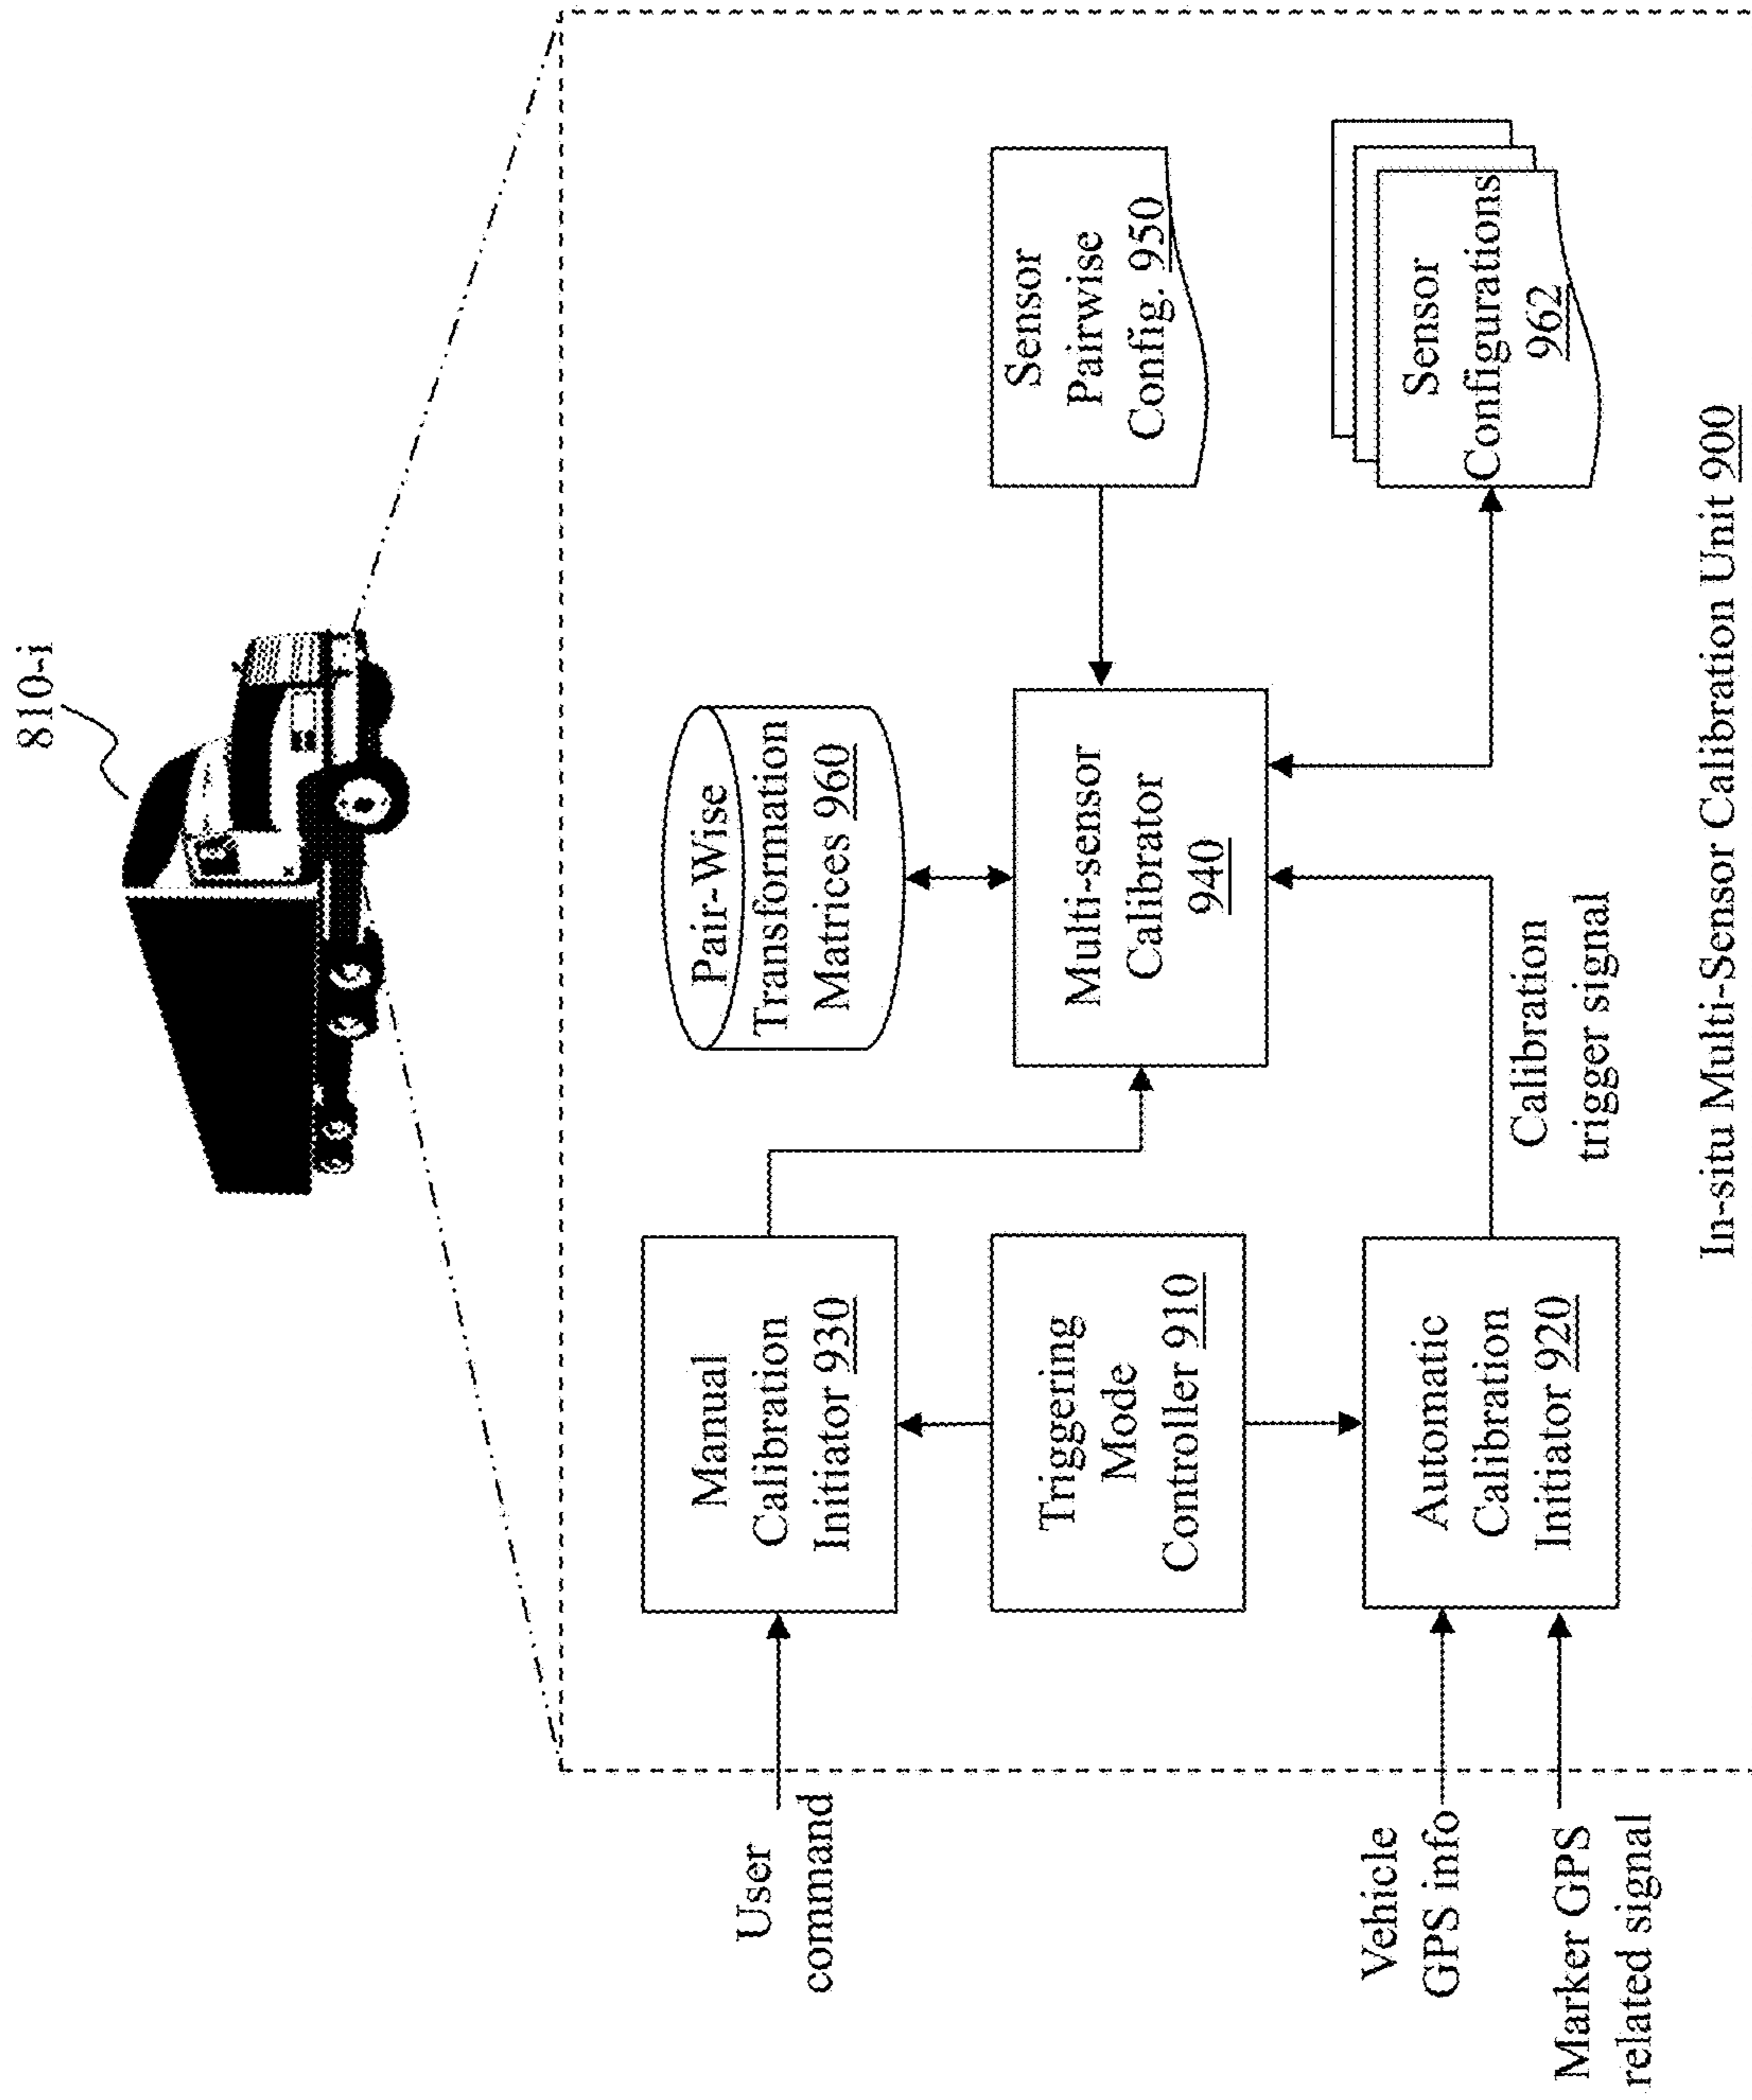 810-i
User
command
Manual
Calibration
Initiator 930
Pair-Wise
Transformation
Matrices 960
Triggering
Mode
Controller 910
Multi-sensor
Calibrator
940
Sensor
Pairwise
Config. 950
Vehicle
GPS info
Marker GPS
related signal
Automatic
Calibration
Initiator 920
Calibration
trigger signal
Sensor
Configurations
962
In-situ Multi-Sensor Calibration Unit 900